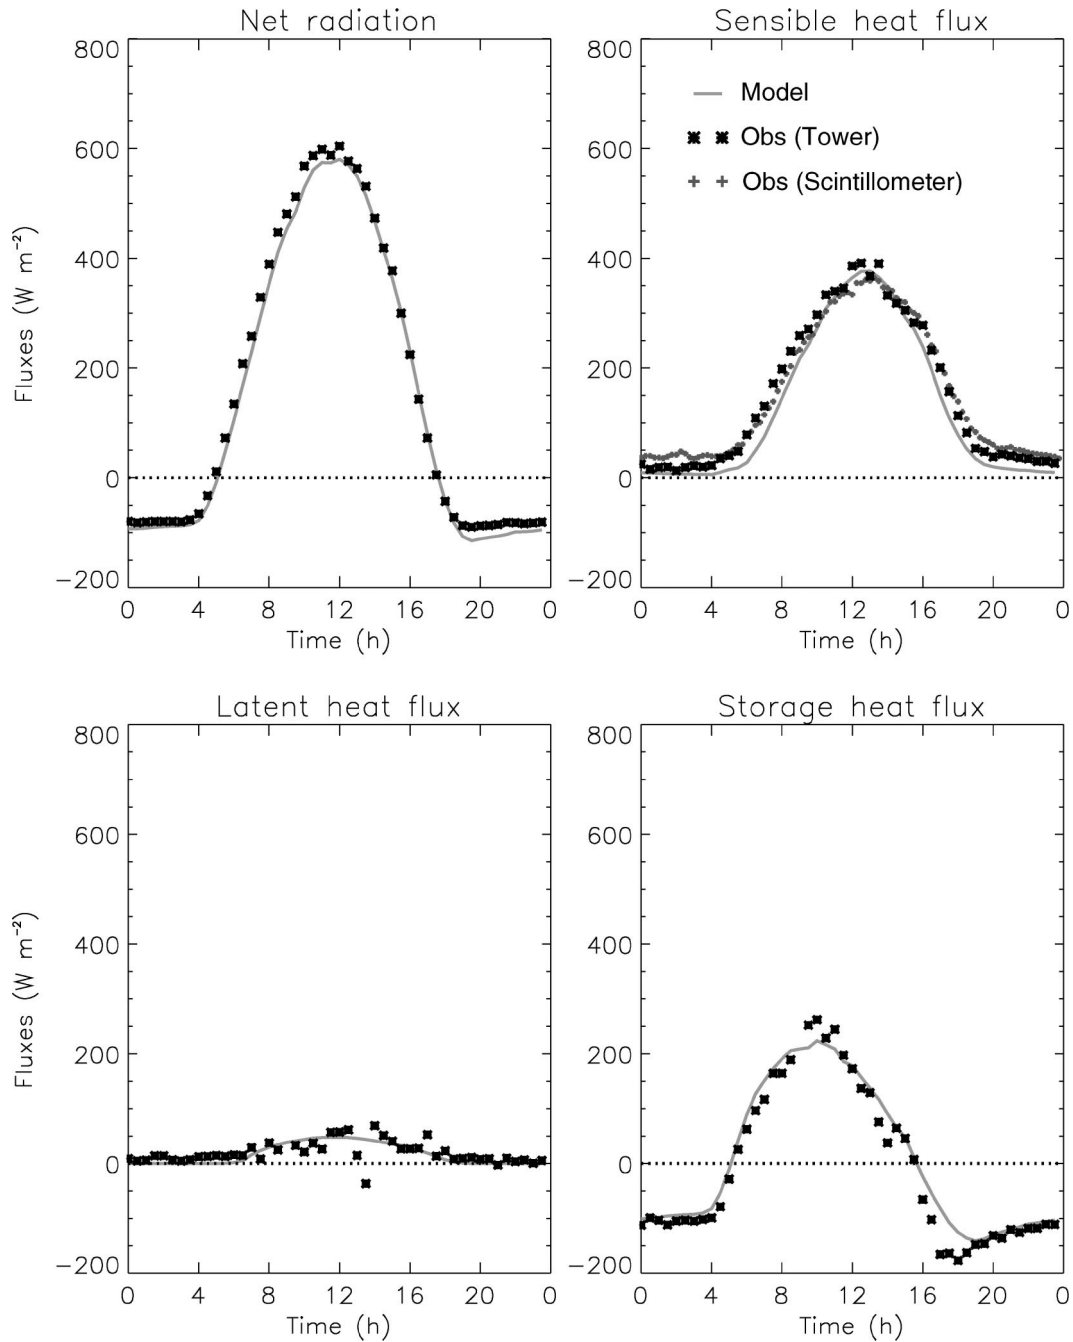 Net radiation
800
600
400
200
0
−200
Fluxes (W m⁻²)
0 4 8 12 16 20 0
Time (h)
Sensible heat flux
Model
Obs (Tower)
Obs (Scintillometer)
800
600
400
200
0
−200
0 4 8 12 16 20 0
Time (h)
Latent heat flux
800
600
400
200
0
−200
Fluxes (W m⁻²)
0 4 8 12 16 20 0
Time (h)
Storage heat flux
800
600
400
200
0
−200
0 4 8 12 16 20 0
Time (h)